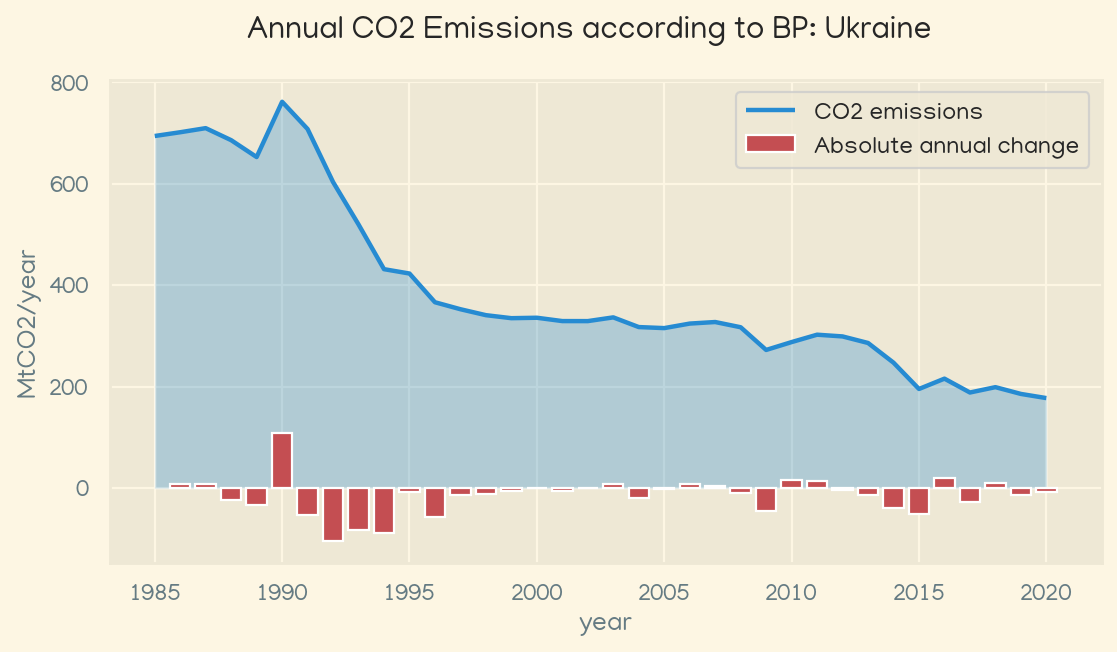 Annual CO2 Emissions according to BP: Ukraine
CO2 emissions
Absolute annual change
MtCO2/year
800
600
400
200
0
1985 1990 1995 2000 2005 2010 2015 2020
year